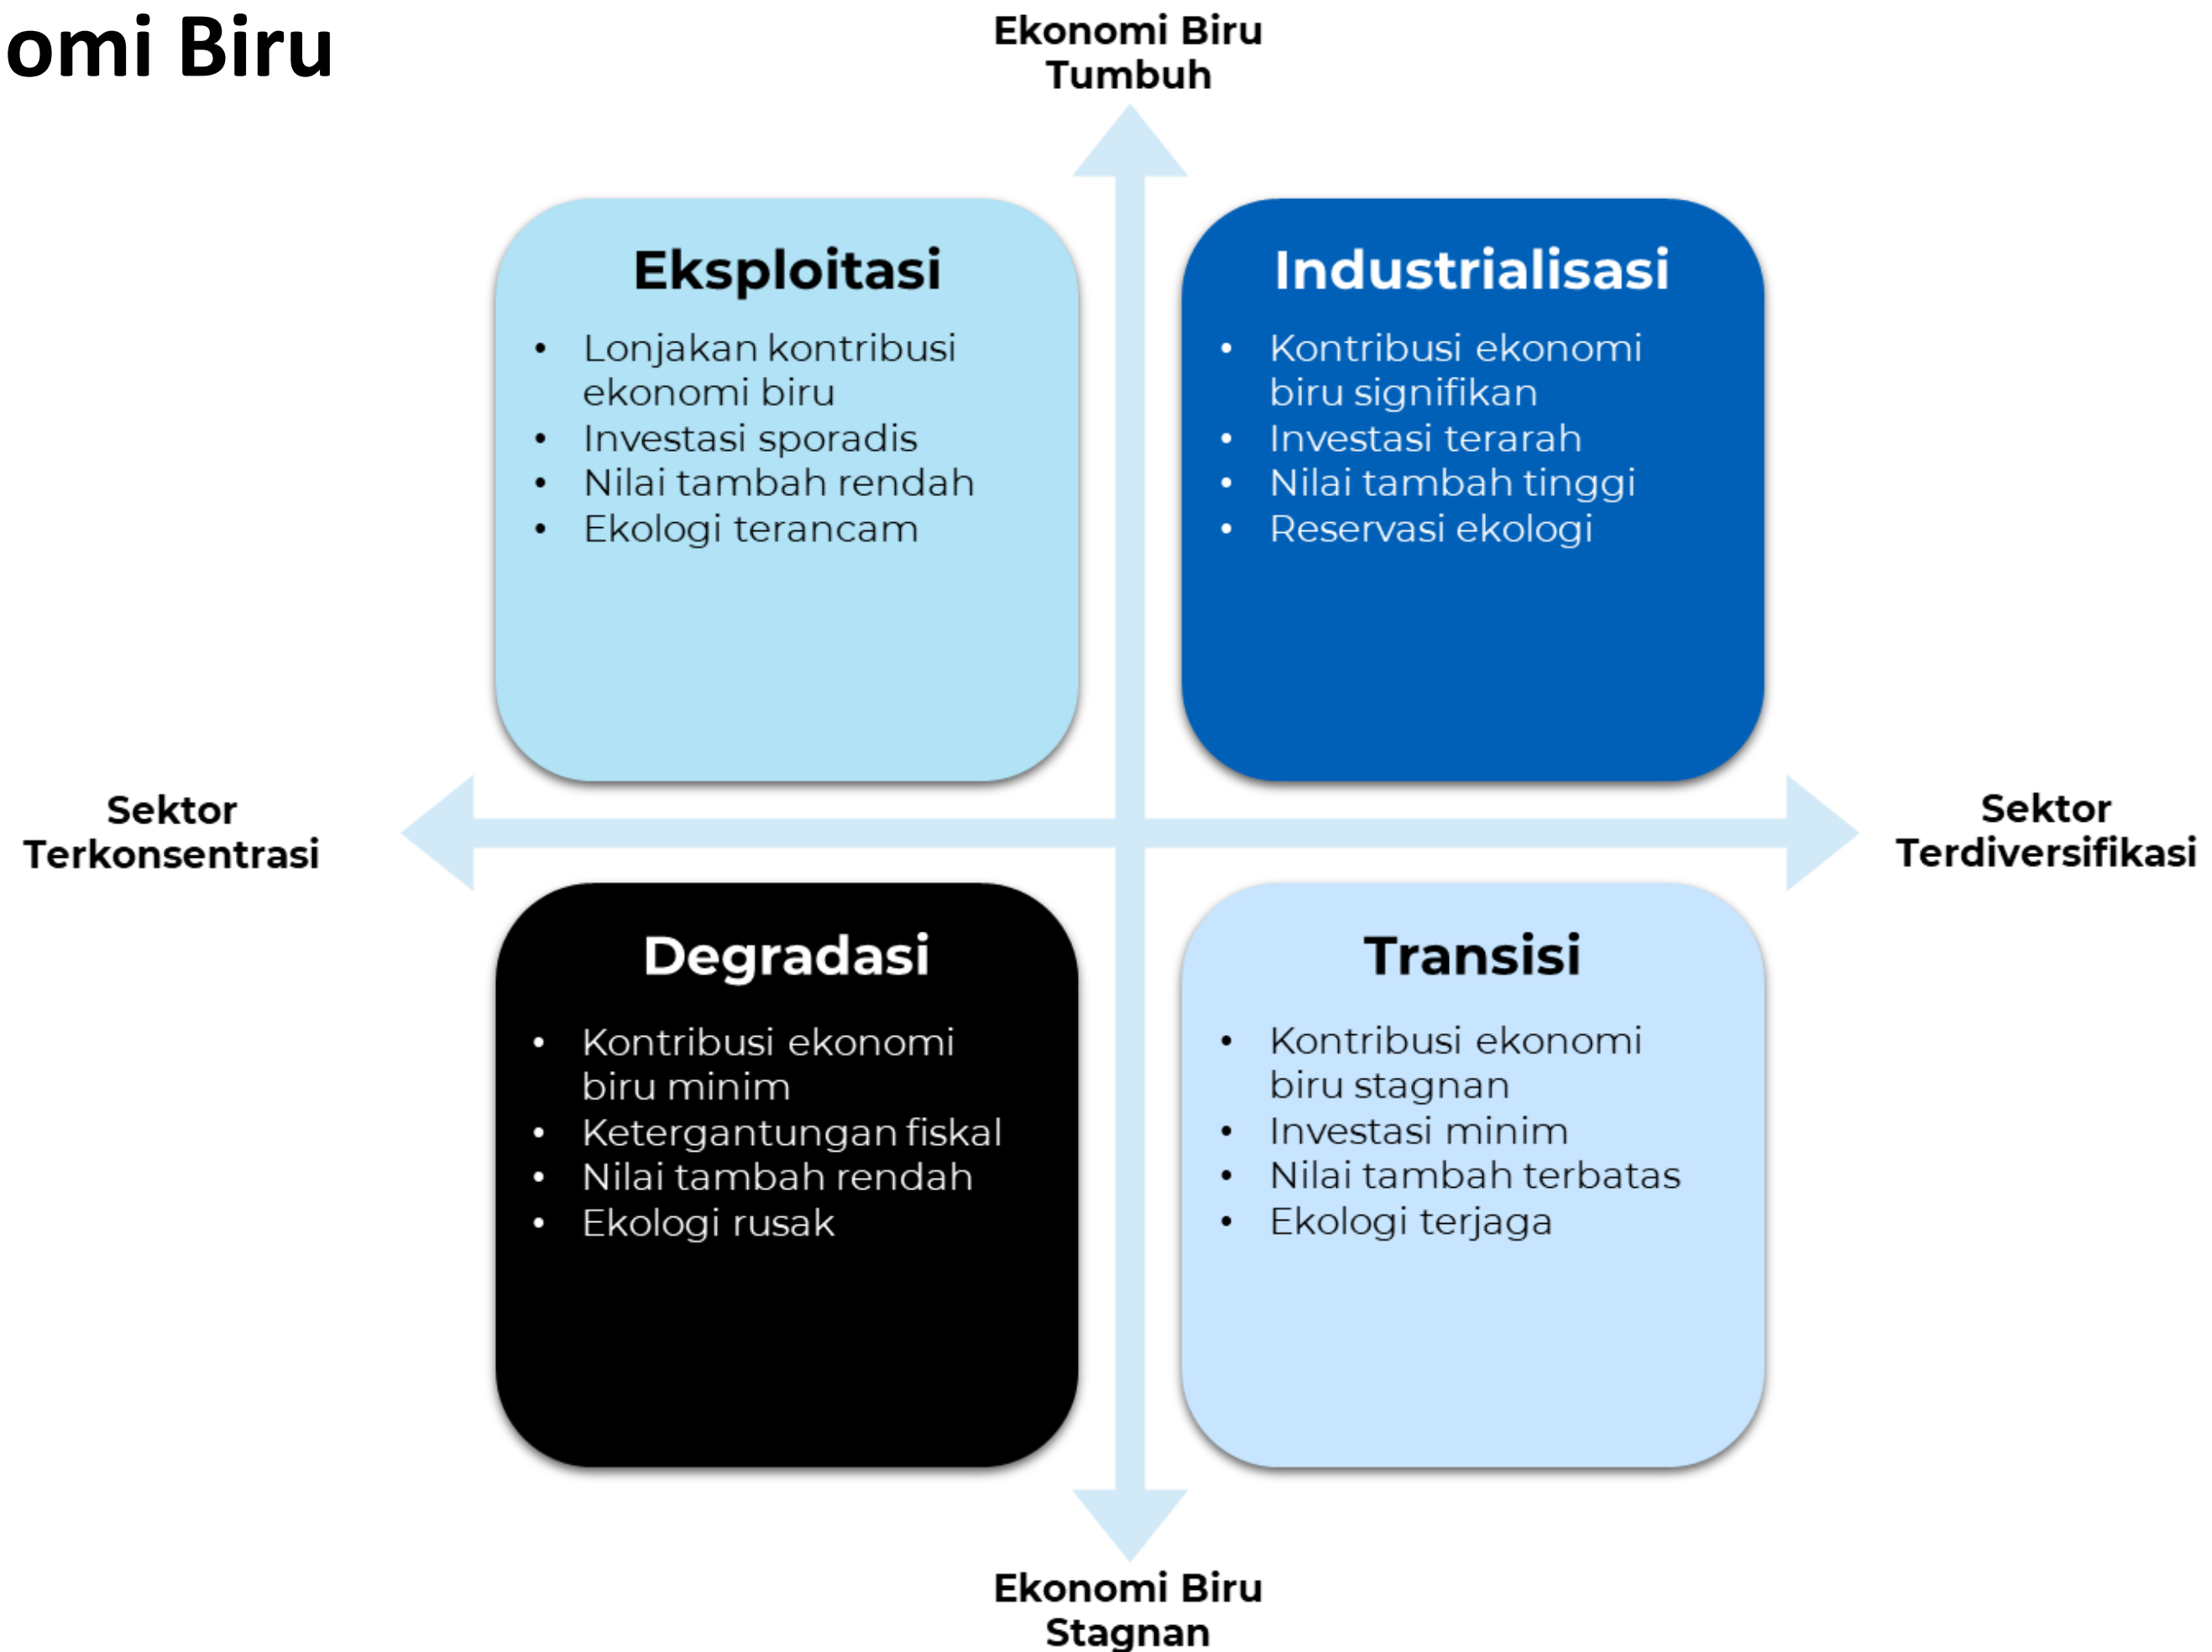 omi Biru
Ekonomi Biru
Tumbuh
Eksploitasi
• Lonjakan kontribusi
ekonomi biru
• Investasi sporadis
• Nilai tambah rendah
• Ekologi terancam
Industrialisasi
• Kontribusi ekonomi
biru signifikan
• Investasi terarah
• Nilai tambah tinggi
• Reservasi ekologi
Sektor
Terkonsentrasi
Sektor
Terdiversifikasi
Degradasi
• Kontribusi ekonomi
biru minim
• Ketergantungan fiskal
• Nilai tambah rendah
• Ekologi rusak
Transisi
• Kontribusi ekonomi
biru stagnan
• Investasi minim
• Nilai tambah terbatas
• Ekologi terjaga
Ekonomi Biru
Stagnan